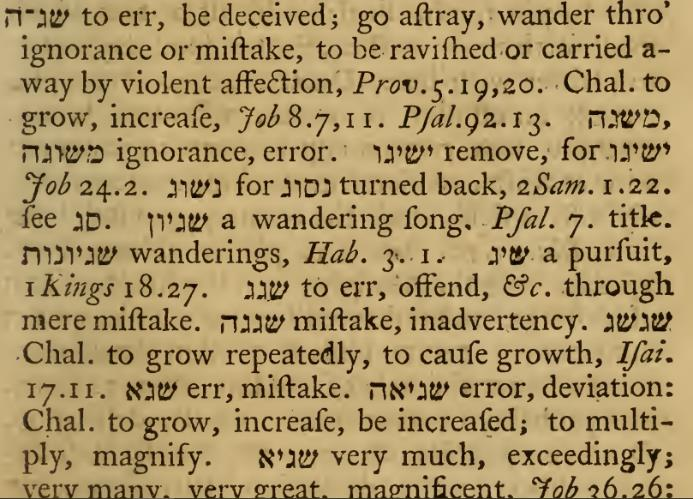 שג־ה to err, be deceived; go aſtray, wander thro'
ignorance or miſtake, to be raviſhed or carried a-
way by violent affection, Prov. 5. 19, 20. Chal. to
grow, increaſe, Job 8. 7, 11. Pſal. 92. 13. משגה,
משוגה ignorance, error. ישיגו remove, for יסיגו
Job 24. 2. נשוג for נסוג turned back, 2 Sam. 1. 22.
ſee סג. שגיון a wandering ſong. Pſal. 7. title.
שגיונות wanderings, Hab. 3. 1. שיג a purſuit,
1 Kings 18. 27. שגג to err, offend, &c. through
mere miſtake. שגגה miſtake, inadvertency. שגשג
Chal. to grow repeatedly, to cauſe growth, Iſai.
17. 11. שגא err, miſtake. שגיאה error, deviation:
Chal. to grow, increaſe, be increaſed; to multi-
ply, magnify. שגיא very much, exceedingly;
very many, very great, magnificent, Job 36. 26: